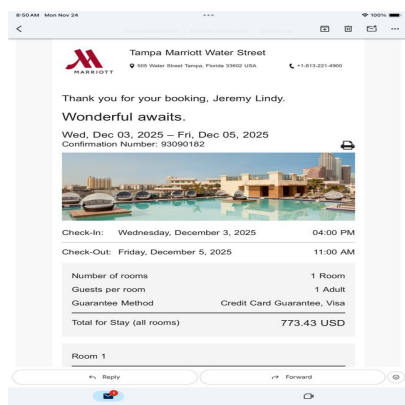 8:50 AM Mon Nov 24
100%
MARRIOTT
Tampa Marriott Water Street
505 Water Street Tampa, Florida 33602 USA
+1-813-221-4900
Thank you for your booking, Jeremy Lindy.
Wonderful awaits.
Wed, Dec 03, 2025 – Fri, Dec 05, 2025
Confirmation Number: 93090182
Check-In: Wednesday, December 3, 2025 04:00 PM
Check-Out: Friday, December 5, 2025 11:00 AM
Number of rooms 1 Room
Guests per room 1 Adult
Guarantee Method Credit Card Guarantee, Visa
Total for Stay (all rooms) 773.43 USD
Room 1
Reply
Forward